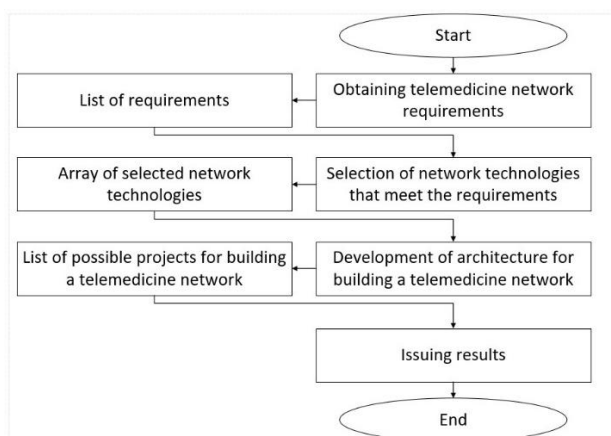 Start
List of requirements
Obtaining telemedicine network
requirements
Array of selected network
technologies
Selection of network technologies
that meet the requirements
List of possible projects for building
a telemedicine network
Development of architecture for
building a telemedicine network
Issuing results
End